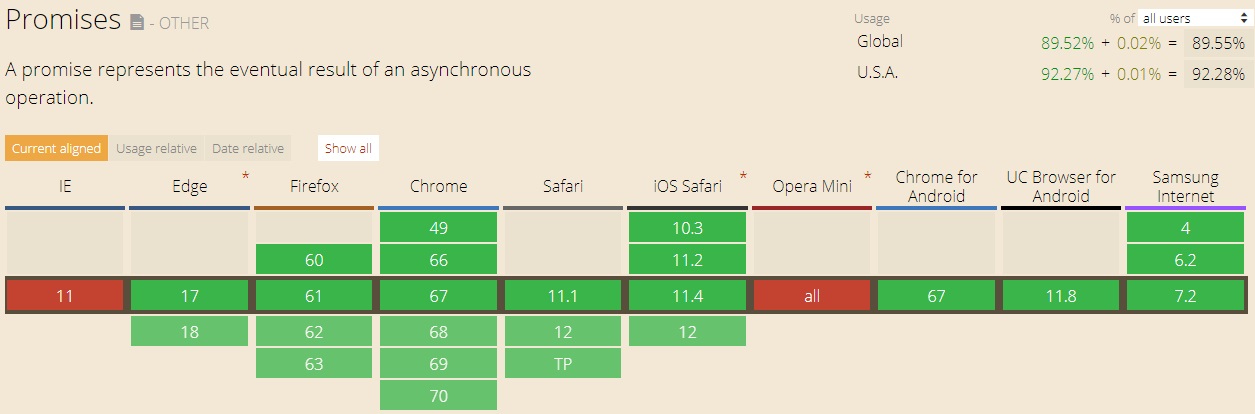 Promises - OTHER
Usage % of all users
Global 89.52% + 0.02% = 89.55%
U.S.A. 92.27% + 0.01% = 92.28%
A promise represents the eventual result of an asynchronous
operation.
Current aligned Usage relative Date relative Show all
IE Edge * Firefox Chrome Safari iOS Safari * Opera Mini * Chrome for Android UC Browser for Android Samsung Internet
49 10.3 4
60 66 11.2 6.2
11 17 61 67 11.1 11.4 all 67 11.8 7.2
18 62 68 12 12
63 69 TP
70